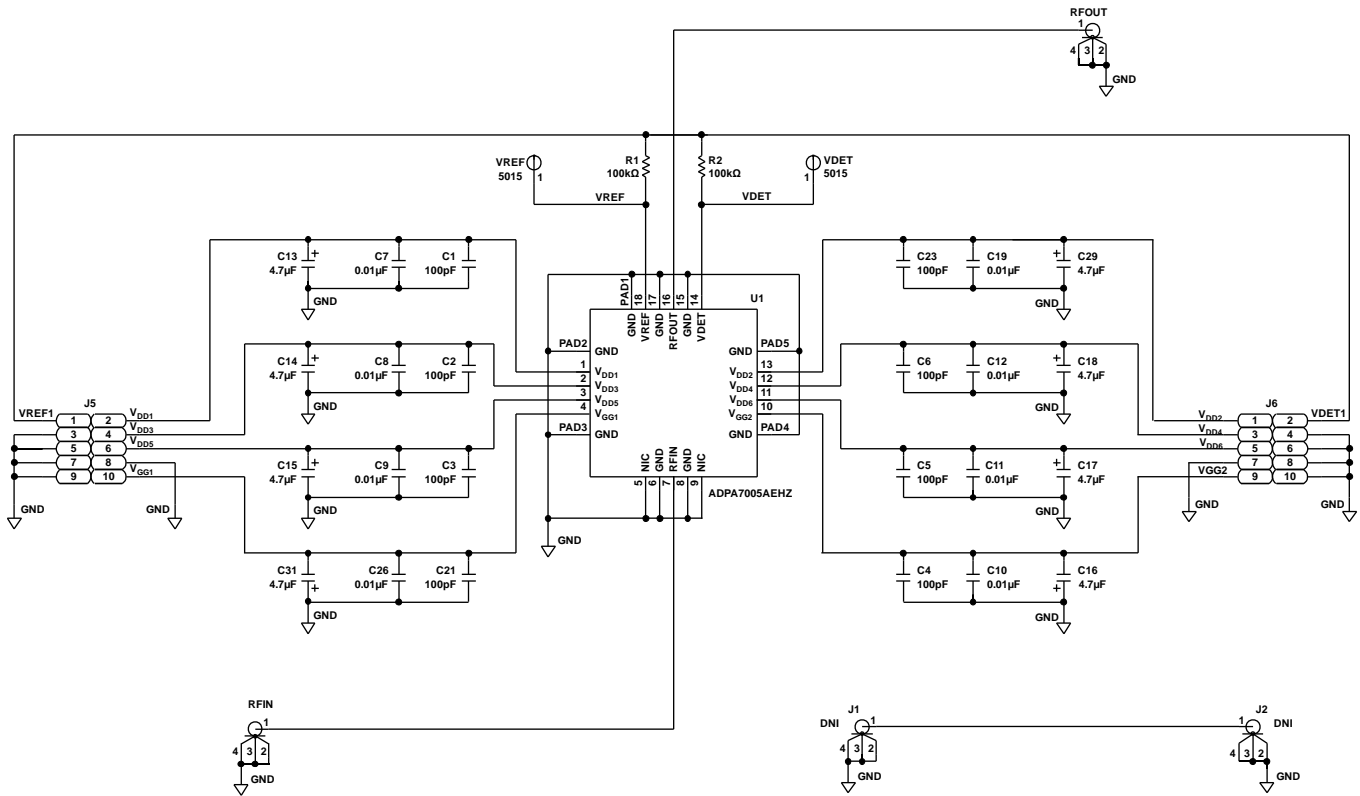 RFOUT
1
4 3 2
GND
VREF
5015
1
R1
100kΩ
R2
100kΩ
VDET
5015
1
VREF
VDET
C13
4.7µF
C7
0.01µF
C1
100pF
GND
C23
100pF
C19
0.01µF
C29
4.7µF
GND
PAD1
18 17 16 15 14
U1
GND VREF GND RFOUT GND VDET
PAD2
GND
PAD5
GND
1 VDD1
2 VDD3
3 VDD5
4 VGG1
13 VDD2
12 VDD4
11 VDD6
10 VGG2
PAD3
GND
PAD4
GND
NIC GND RFIN GND NIC
5 6 7 8 9
ADPA7005AEHZ
GND
C14
4.7µF
C8
0.01µF
C2
100pF
GND
C6
100pF
C12
0.01µF
C18
4.7µF
GND
J5
VREF1
1 2 VDD1
3 4 VDD3
5 6 VDD5
7 8
9 10 VGG1
GND
GND
J6
VDET1
VDD2 1 2
VDD4 3 4
VDD6 5 6
7 8
VGG2 9 10
GND
GND
C15
4.7µF
C9
0.01µF
C3
100pF
GND
C5
100pF
C11
0.01µF
C17
4.7µF
GND
C31
4.7µF
C26
0.01µF
C21
100pF
GND
C4
100pF
C10
0.01µF
C16
4.7µF
GND
RFIN
1
4 3 2
GND
J1
DNI
1
4 3 2
GND
J2
1
DNI
4 3 2
GND